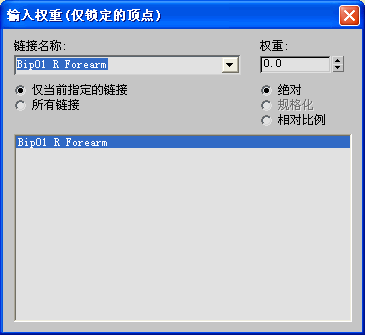 输入权重(仅锁定的顶点)
链接名称:
权重:
Bip01 R Forearm
0.0
仅当前指定的链接
绝对
所有链接
规格化
相对比例
Bip01 R Forearm